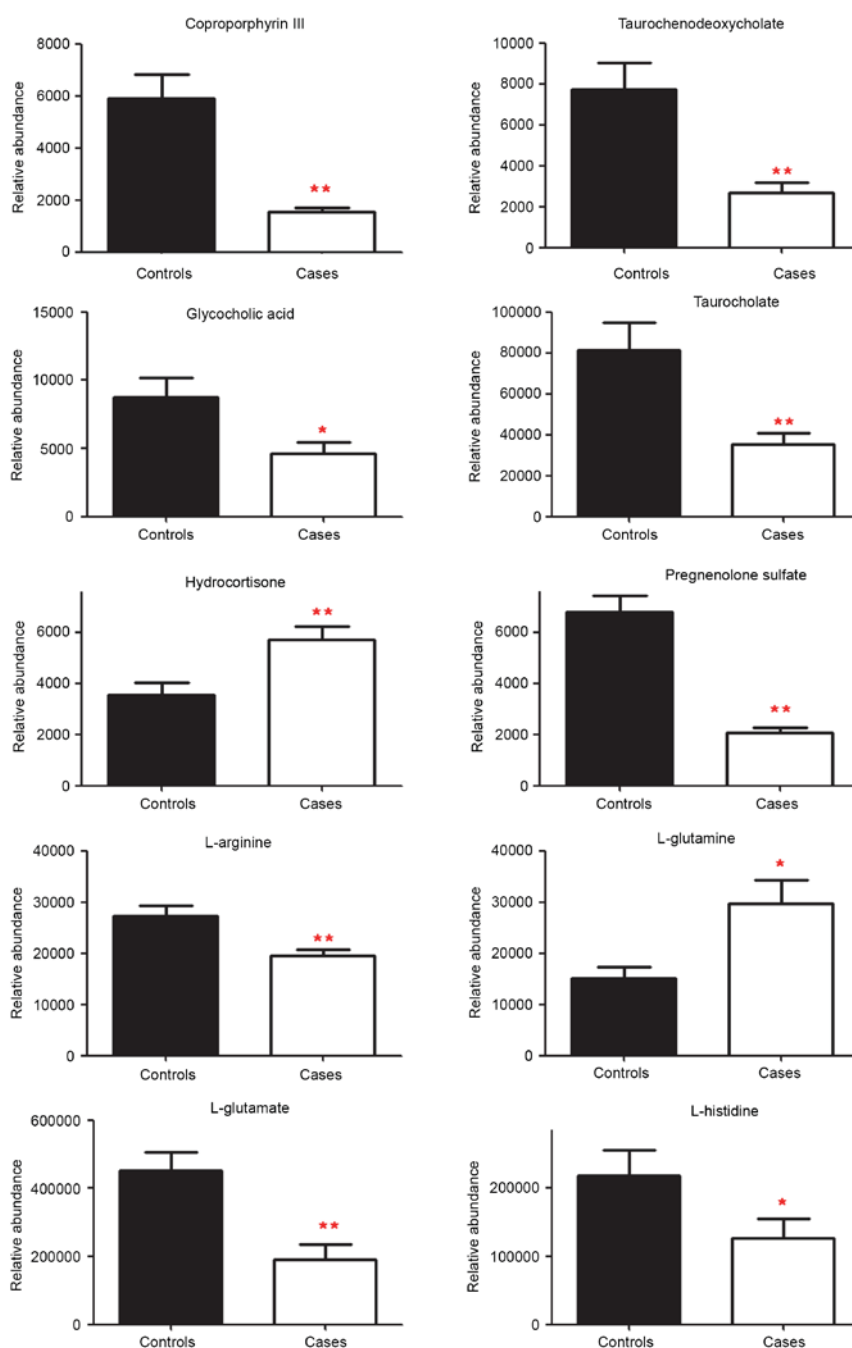 Coproporphyrin III
Relative abundance
8000
6000
4000
2000
0
**
Controls Cases
Taurochenodeoxycholate
Relative abundance
10000
8000
6000
4000
2000
0
**
Controls Cases
Glycocholic acid
Relative abundance
15000
10000
5000
0
*
Controls Cases
Taurocholate
Relative abundance
100000
80000
60000
40000
20000
0
**
Controls Cases
Hydrocortisone
Relative abundance
6000
4000
2000
0
**
Controls Cases
Pregnenolone sulfate
Relative abundance
6000
4000
2000
0
**
Controls Cases
L-arginine
Relative abundance
40000
30000
20000
10000
0
**
Controls Cases
L-glutamine
Relative abundance
40000
30000
20000
10000
0
*
Controls Cases
L-glutamate
Relative abundance
600000
400000
200000
0
**
Controls Cases
L-histidine
Relative abundance
200000
100000
0
*
Controls Cases